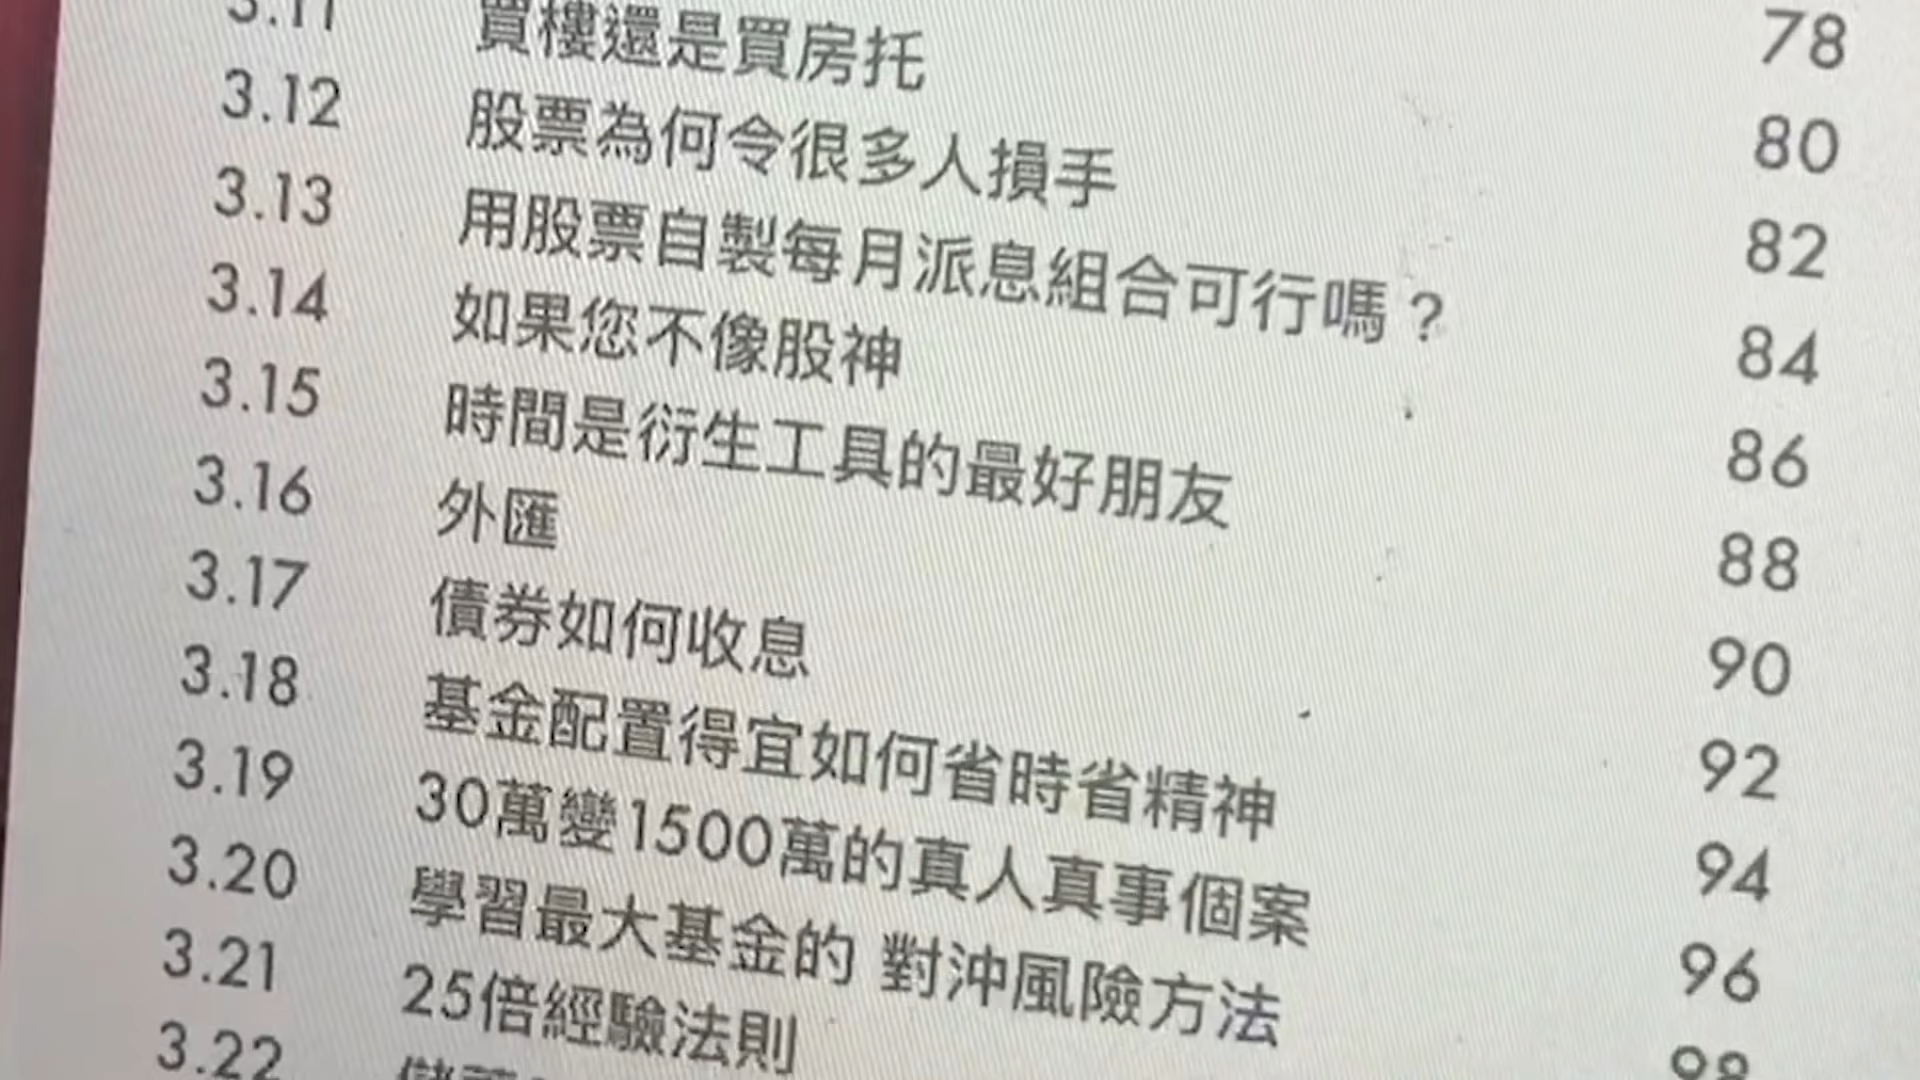 78
3.11 買樓還是買房托 80
3.12 股票為何令很多人損手 82
3.13 用股票自製每月派息組合可行嗎？ 84
3.14 如果您不像股神 86
3.15 時間是衍生工具的最好朋友 88
3.16 外匯 90
3.17 債券如何收息 92
3.18 基金配置得宜如何省時省精神 94
3.19 30萬變1500萬的真人真事個案 96
3.20 學習最大基金的 對沖風險方法 98
3.21 25倍經驗法則
3.22